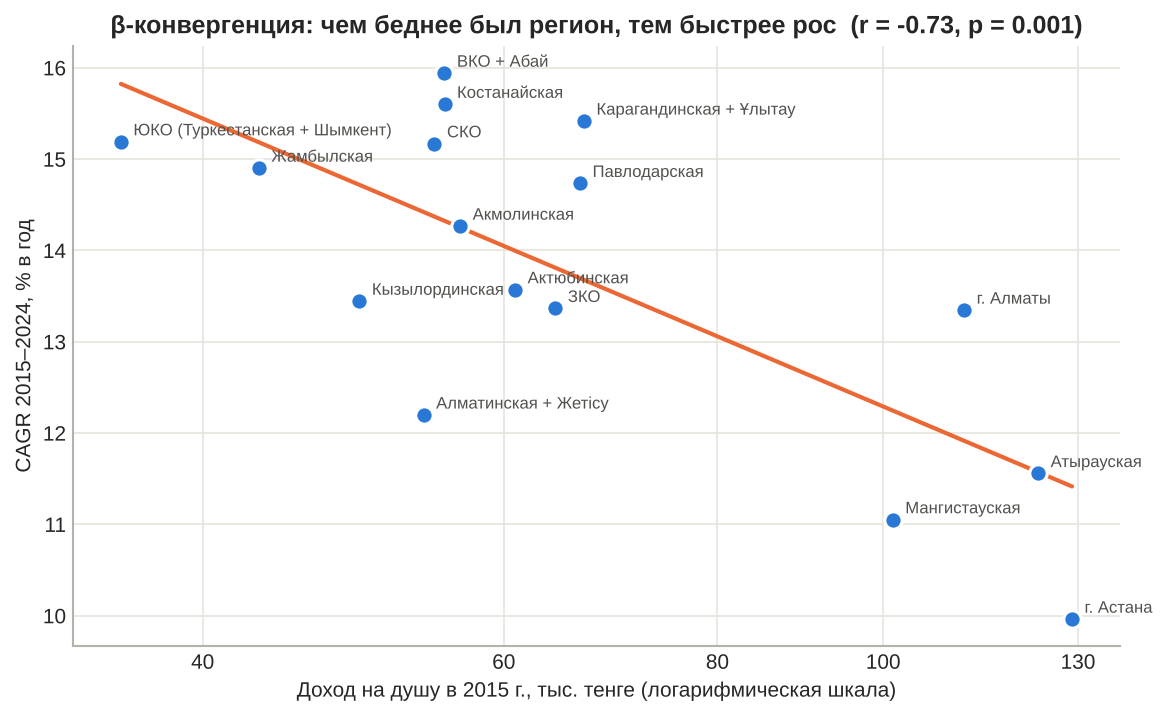 β-конвергенция: чем беднее был регион, тем быстрее рос (r = -0.73, p = 0.001)
CAGR 2015–2024, % в год
16
15
14
13
12
11
10
ВКО + Абай
Костанайская
Карагандинская + Ұлытау
ЮКО (Туркестанская + Шымкент)
СКО
Жамбылская
Павлодарская
Акмолинская
Актюбинская
Кызылординская
ЗКО
г. Алматы
Алматинская + Жетісу
Атырауская
Мангистауская
г. Астана
40
60
80
100
130
Доход на душу в 2015 г., тыс. тенге (логарифмическая шкала)